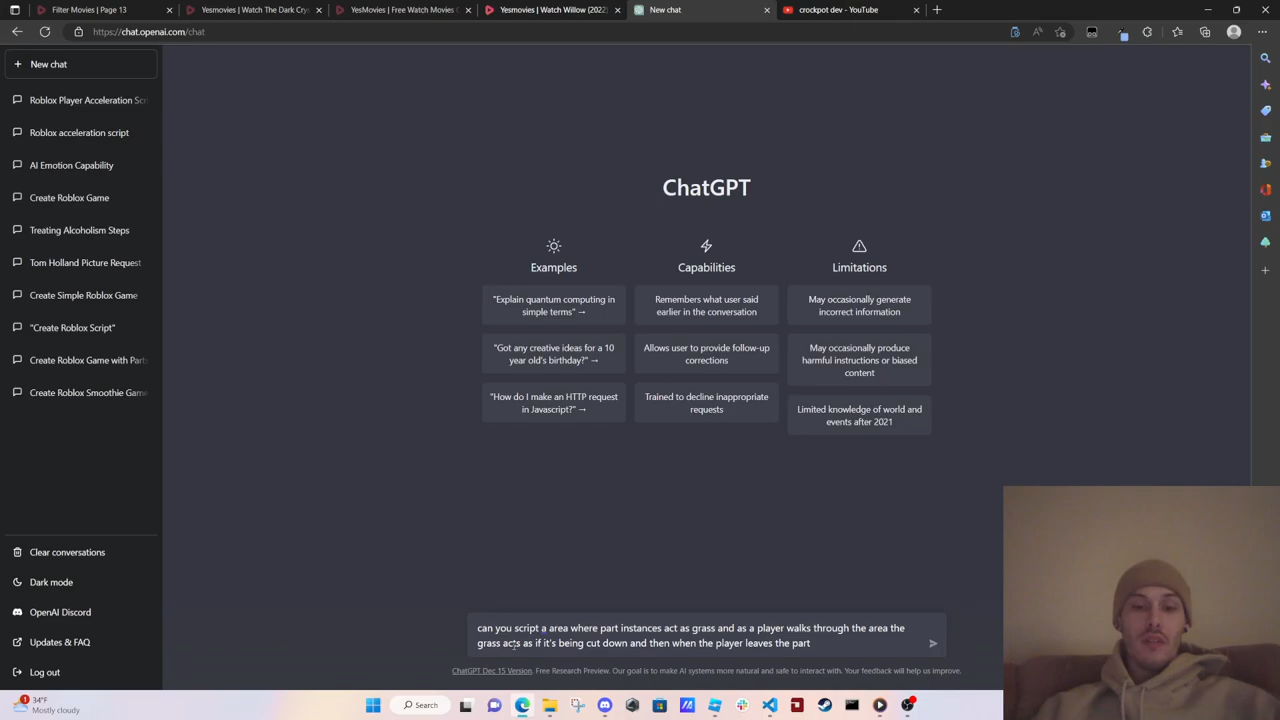 Filter Movies | Page 13
Yesmovies | Watch The Dark Cry
YesMovies | Free Watch Movies O
Yesmovies | Watch Willow (2022)
New chat
crockpot dev - YouTube
https://chat.openai.com/chat
New chat
Roblox Player Acceleration Scri
Roblox acceleration script
AI Emotion Capability
Create Roblox Game
Treating Alcoholism Steps
Tom Holland Picture Request
Create Simple Roblox Game
"Create Roblox Script"
Create Roblox Game with Parts
Create Roblox Smoothie Game
Clear conversations
Dark mode
OpenAI Discord
Updates & FAQ
Log out
ChatGPT
Examples
"Explain quantum computing in
simple terms" →
"Got any creative ideas for a 10
year old's birthday?" →
"How do I make an HTTP request
in Javascript?" →
Capabilities
Remembers what user said
earlier in the conversation
Allows user to provide follow-up
corrections
Trained to decline inappropriate
requests
Limitations
May occasionally generate
incorrect information
May occasionally produce
harmful instructions or biased
content
Limited knowledge of world and
events after 2021
can you script a area where part instances act as grass and as a player walks through the area the
grass acts as if it's being cut down and then when the player leaves the part
ChatGPT Dec 15 Version. Free Research Preview. Our goal is to make AI systems more natural and safe to interact with. Your feedback will help us improve.
34°F
Mostly cloudy
Search